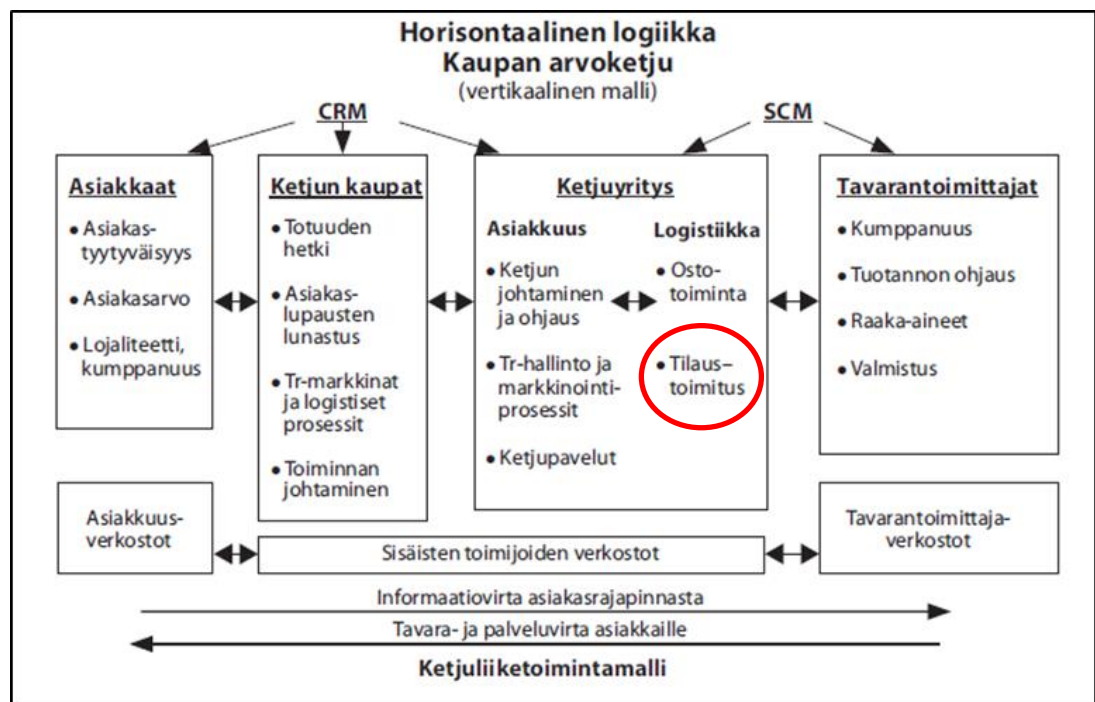 Horisontaalinen logiikka
Kaupan arvoketju
(vertikaalinen malli)
CRM
SCM
Asiakkaat
• Asiakas-
tyytyväisyys
• Asiakasarvo
• Lojaliteetti,
kumppanuus
Ketjun kaupat
• Totuuden
hetki
• Asiakas-
lupausten
lunastus
• Tr-markkinat
ja logistiset
prosessit
• Toiminnan
johtaminen
Ketjuyritys
Asiakkuus
• Ketjun
johtaminen
ja ohjaus
• Tr-hallinto ja
markkinointi-
prosessit
• Ketjupavelut
Logistiikka
• Osto-
toiminta
• Tilaus–
toimitus
Tavarantoimittajat
• Kumppanuus
• Tuotannon ohjaus
• Raaka-aineet
• Valmistus
Asiakkuus-
verkostot
Sisäisten toimijoiden verkostot
Tavarantoimittaja-
verkostot
Informaatiovirta asiakasrajapinnasta
Tavara- ja palveluvirta asiakkaille
Ketjuliiketoimintamalli